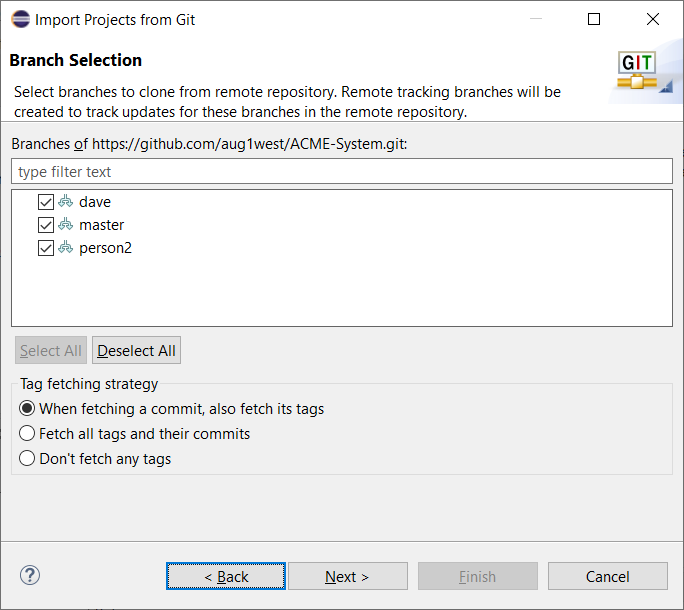 Import Projects from Git
Branch Selection
GIT
Select branches to clone from remote repository. Remote tracking branches will be
created to track updates for these branches in the remote repository.
Branches of https://github.com/aug1west/ACME-System.git:
type filter text
dave
master
person2
Select All Deselect All
Tag fetching strategy
When fetching a commit, also fetch its tags
Fetch all tags and their commits
Don't fetch any tags
? < Back Next > Finish Cancel